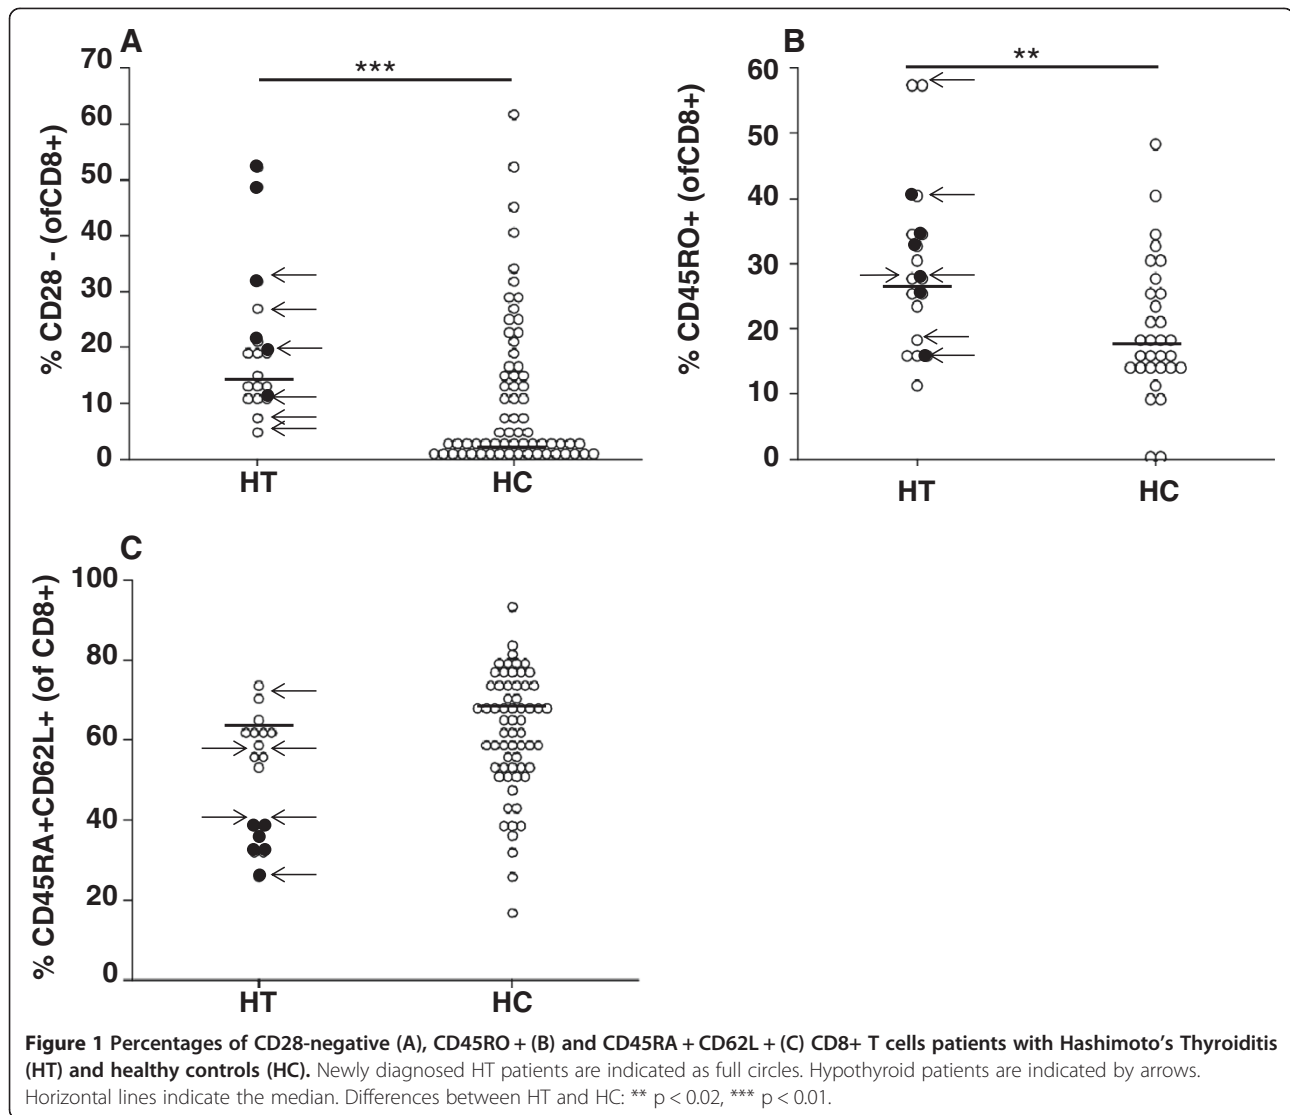 A
***
% CD28 - (ofCD8+)
70
60
50
40
30
20
10
0
HT HC
B
**
% CD45RO+ (ofCD8+)
60
50
40
30
20
10
0
HT HC
C
% CD45RA+CD62L+ (of CD8+)
100
80
60
40
20
0
HT HC
Figure 1 Percentages of CD28-negative (A), CD45RO + (B) and CD45RA + CD62L + (C) CD8+ T cells patients with Hashimoto's Thyroiditis
(HT) and healthy controls (HC). Newly diagnosed HT patients are indicated as full circles. Hypothyroid patients are indicated by arrows.
Horizontal lines indicate the median. Differences between HT and HC: ** p < 0.02, *** p < 0.01.